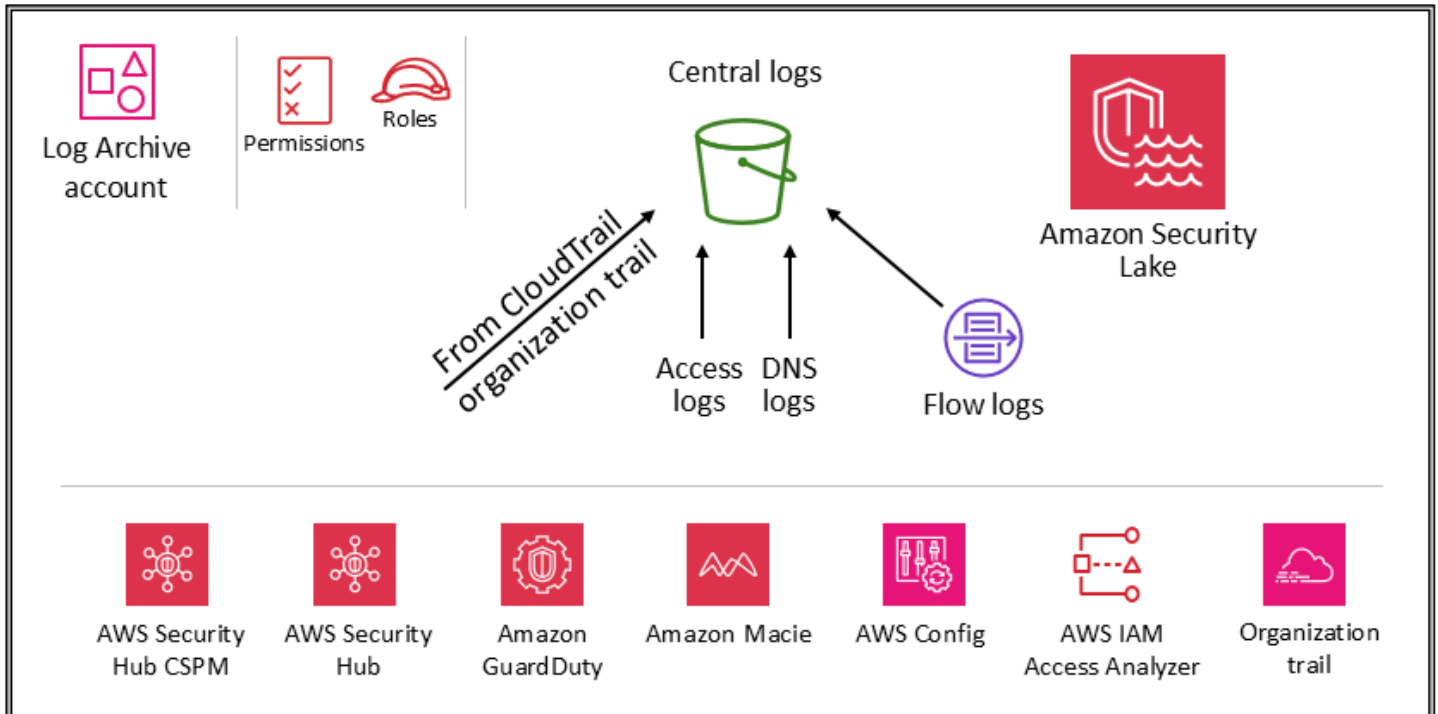 Log Archive
account
Permissions
Roles
Central logs
Amazon Security
Lake
From CloudTrail
organization trail
Access
logs
DNS
logs
Flow logs
AWS Security
Hub CSPM
AWS Security
Hub
Amazon
GuardDuty
Amazon Macie
AWS Config
AWS IAM
Access Analyzer
Organization
trail